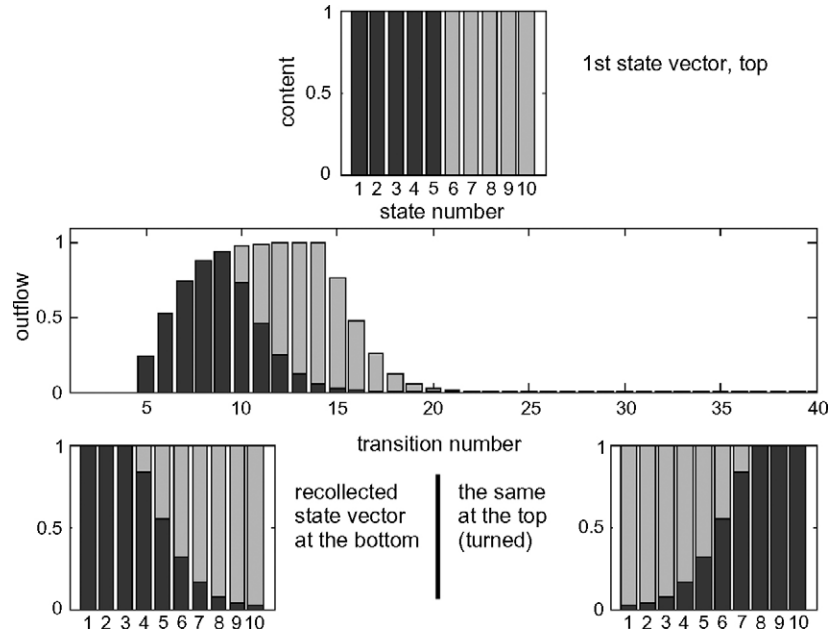 1
0.5
0
content
1 2 3 4 5 6 7 8 9 10
state number
1st state vector, top
1
0.5
0
outflow
5 10 15 20 25 30 35 40
transition number
1
0.5
0
1 2 3 4 5 6 7 8 9 10
recollected
state vector
at the bottom
the same
at the top
(turned)
1
0.5
0
1 2 3 4 5 6 7 8 9 10